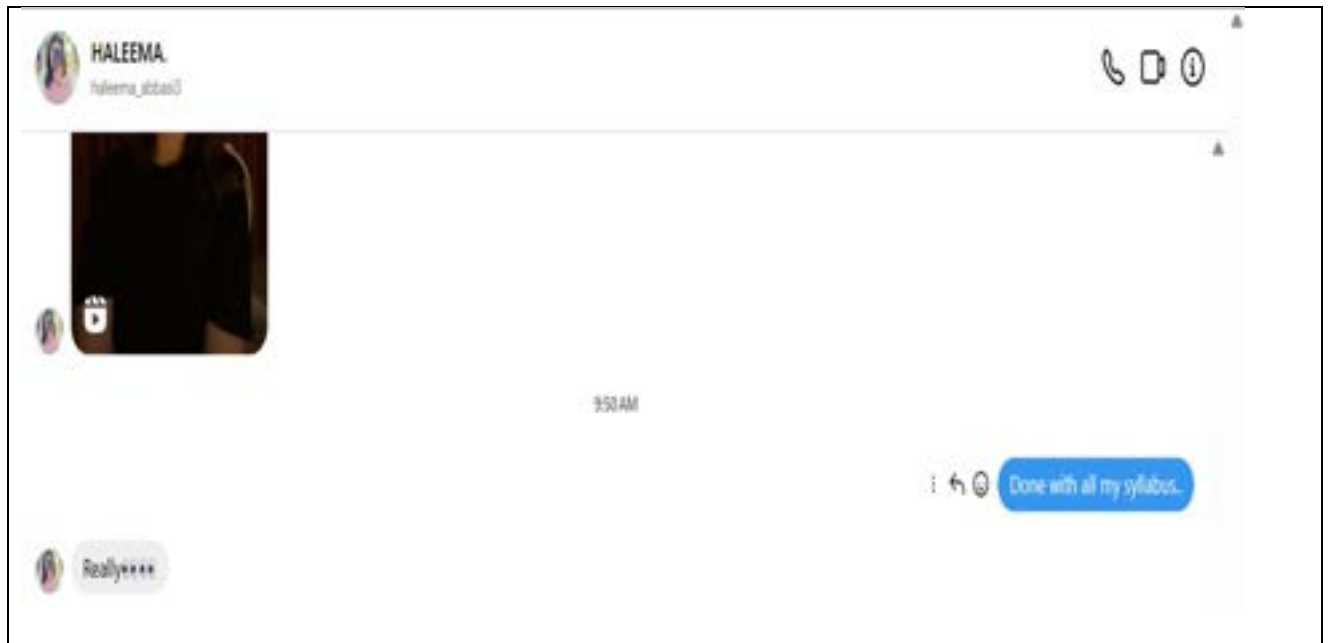 HALEEMA.
haleema_abbasi3
9:50 AM
Done with all my syllabus..
Really••••